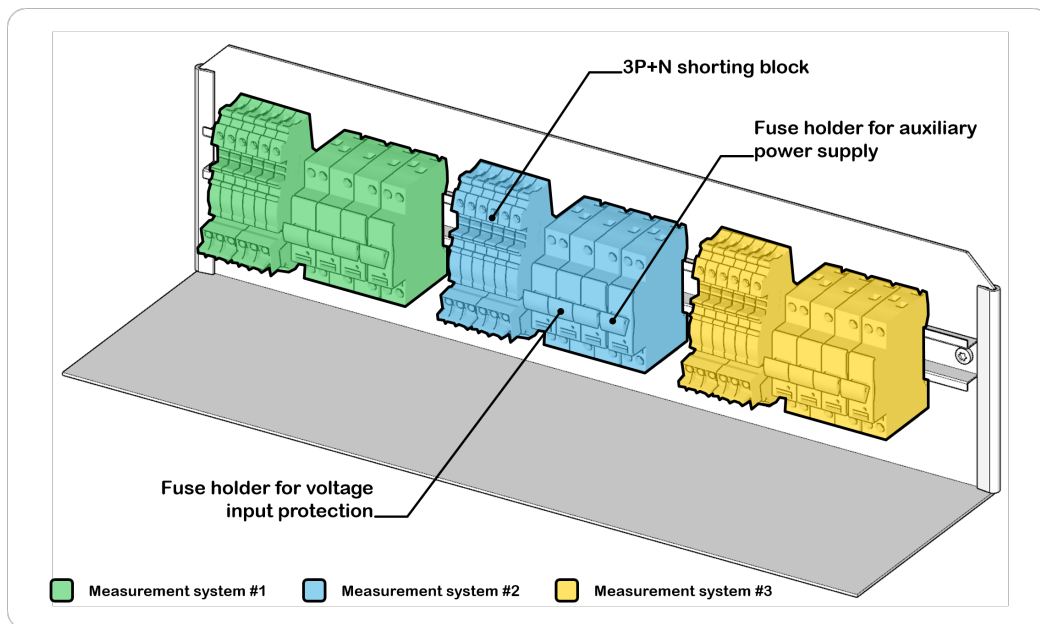 3P+N shorting block
Fuse holder for auxiliary
power supply
Fuse holder for voltage
input protection
Measurement system #1
Measurement system #2
Measurement system #3